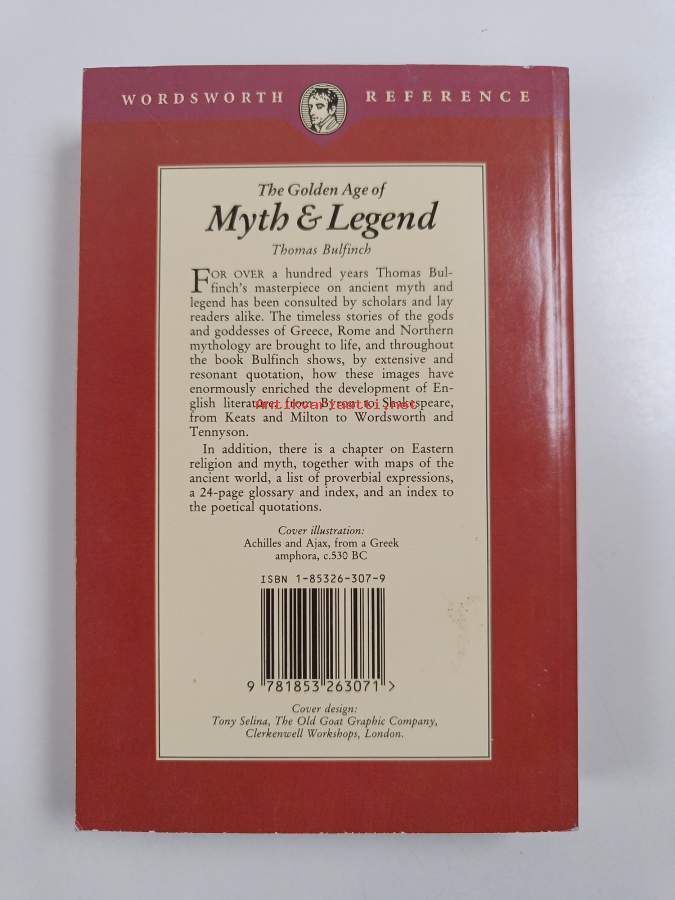 WORDSWORTH REFERENCE
The Golden Age of
Myth & Legend
Thomas Bulfinch
FOR OVER a hundred years Thomas Bul-
finch's masterpiece on ancient myth and
legend has been consulted by scholars and lay
readers alike. The timeless stories of the gods
and goddesses of Greece, Rome and Northern
mythology are brought to life, and throughout
the book Bulfinch shows, by extensive and
resonant quotation, how these images have
enormously enriched the development of En-
glish literature, from Byron to Shakespeare,
Antikvariaatti.net
from Keats and Milton to Wordsworth and
Tennyson.
In addition, there is a chapter on Eastern
religion and myth, together with maps of the
ancient world, a list of proverbial expressions,
a 24-page glossary and index, and an index to
the poetical quotations.
Cover illustration:
Achilles and Ajax, from a Greek
amphora, c.530 BC
ISBN 1-85326-307-9
9 781853 263071 >
Cover design:
Tony Selina, The Old Goat Graphic Company,
Clerkenwell Workshops, London.